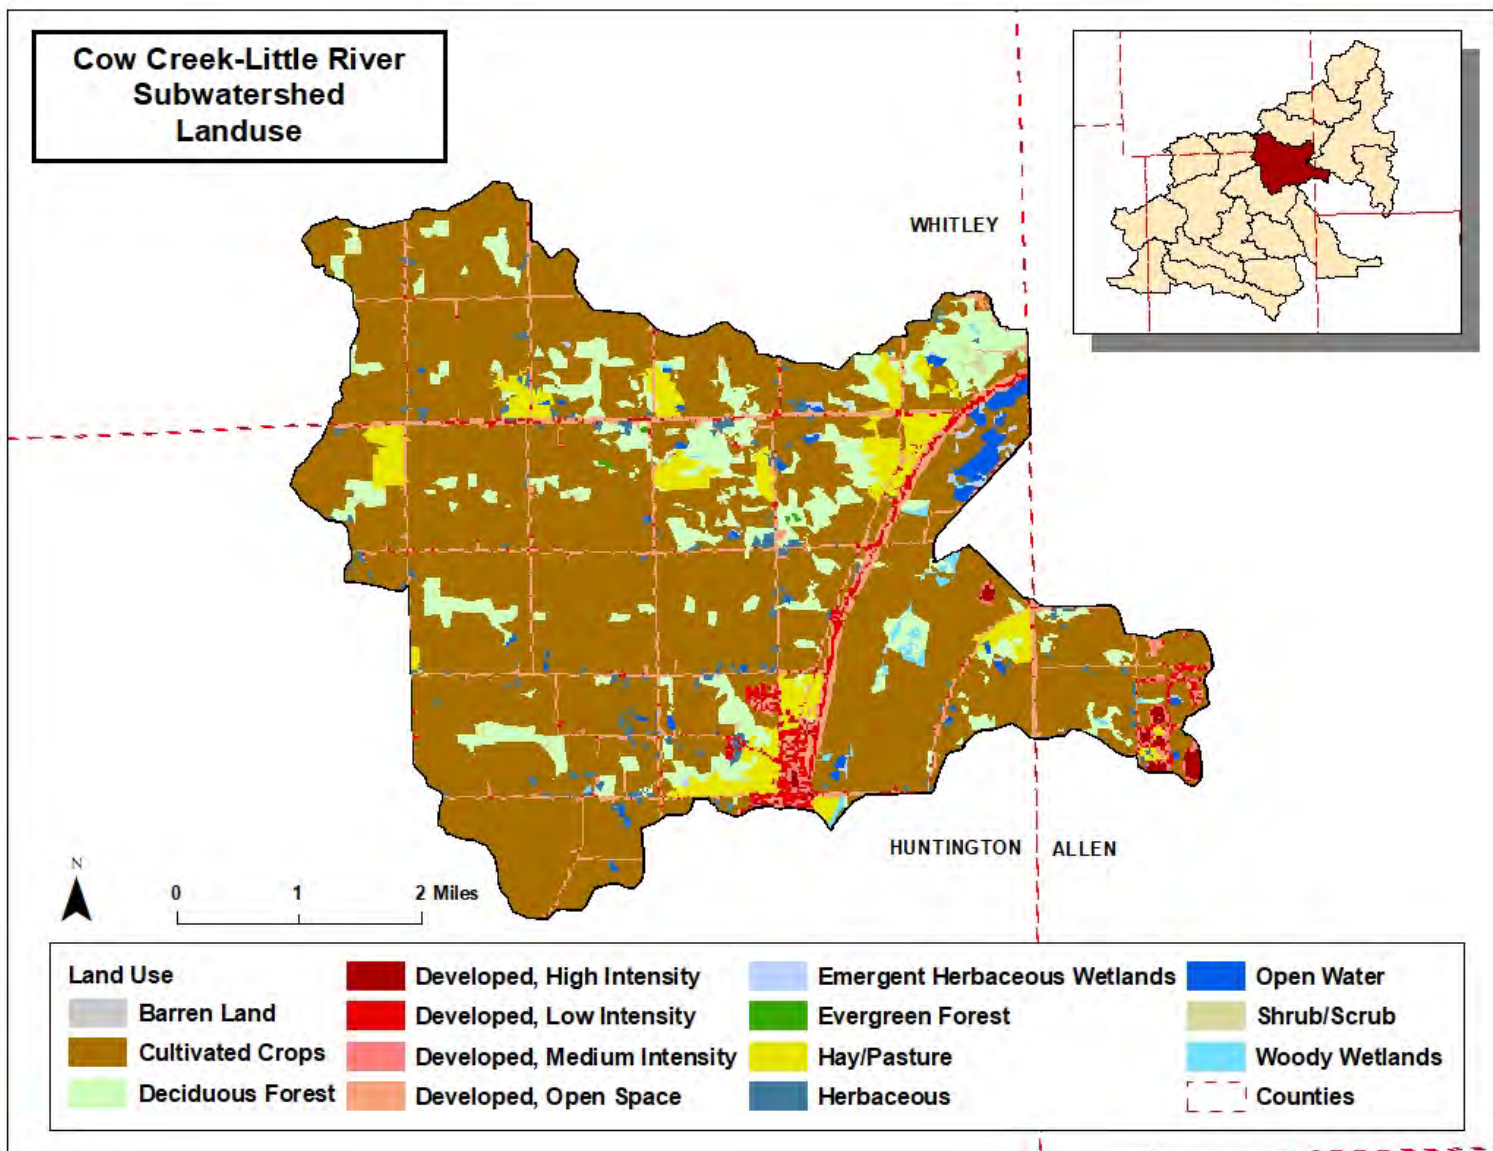 Cow Creek-Little River
Subwatershed
Landuse
WHITLEY
HUNTINGTON
ALLEN
N
0 1 2 Miles
Land Use
Barren Land
Cultivated Crops
Deciduous Forest
Developed, High Intensity
Developed, Low Intensity
Developed, Medium Intensity
Developed, Open Space
Emergent Herbaceous Wetlands
Evergreen Forest
Hay/Pasture
Herbaceous
Open Water
Shrub/Scrub
Woody Wetlands
Counties